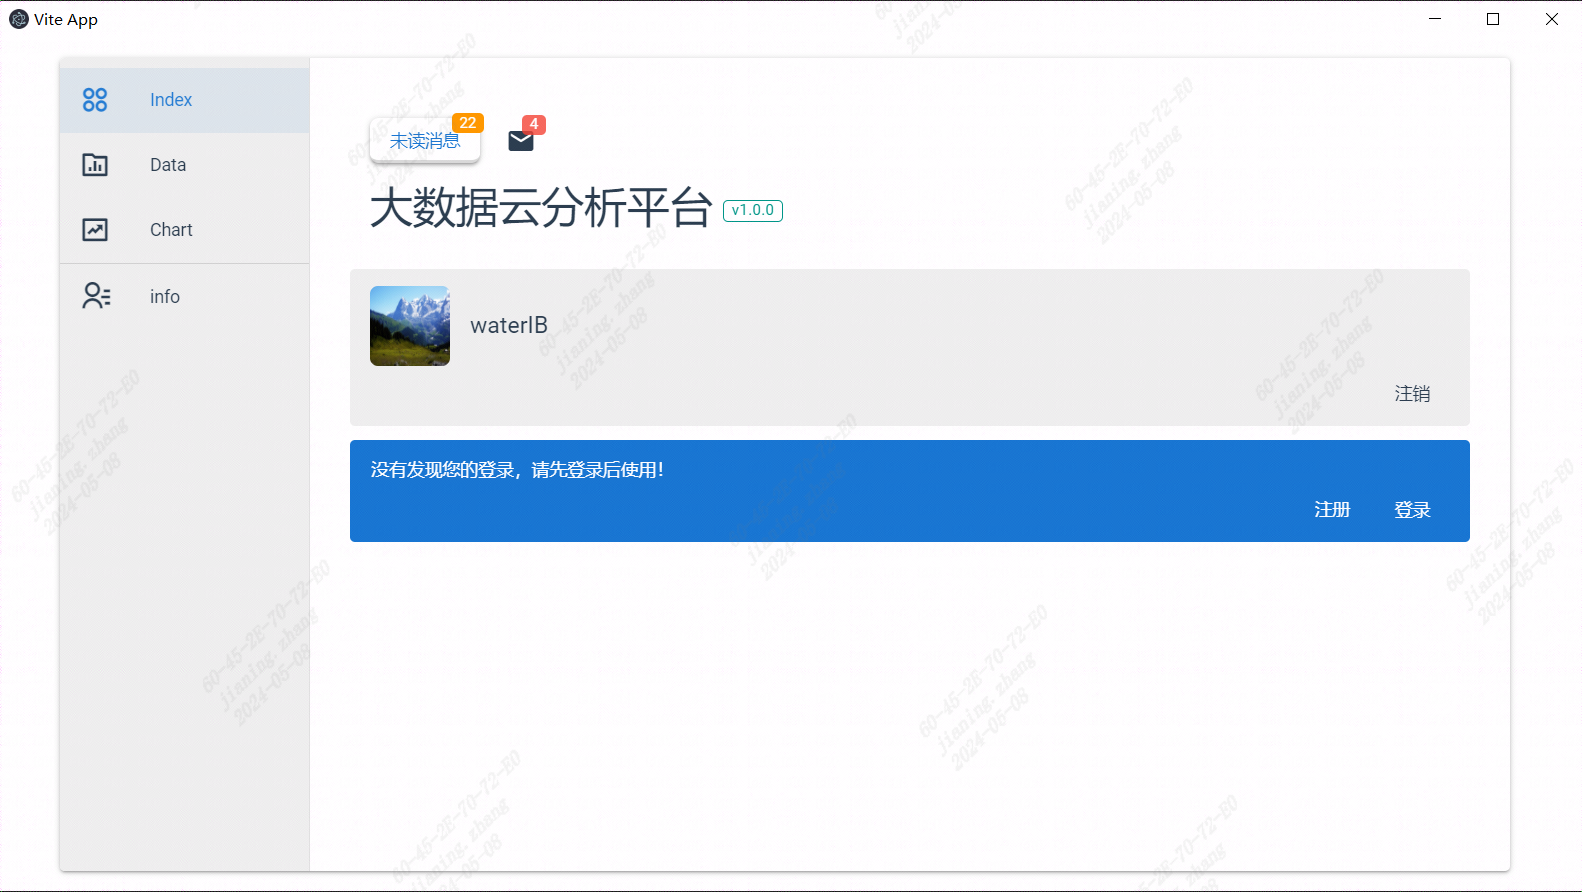 Vite App
Index
Data
Chart
info
未读消息
22
4
大数据云分析平台
v1.0.0
waterIB
注销
没有发现您的登录，请先登录后使用！
注册
登录
60-45-2E-70-72-E0
jianing.zhang
2024-05-08